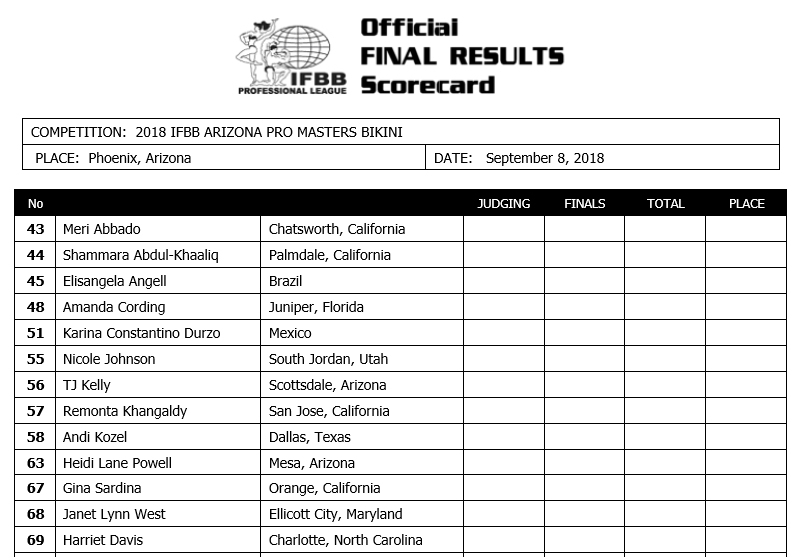 Official
FINAL RESULTS
Scorecard
IFBB
PROFESSIONAL LEAGUE
COMPETITION: 2018 IFBB ARIZONA PRO MASTERS BIKINI
PLACE: Phoenix, Arizona DATE: September 8, 2018
No JUDGING FINALS TOTAL PLACE
43 Meri Abbado Chatsworth, California
44 Shammara Abdul-Khaaliq Palmdale, California
45 Elisangela Angell Brazil
48 Amanda Cording Juniper, Florida
51 Karina Constantino Durzo Mexico
55 Nicole Johnson South Jordan, Utah
56 TJ Kelly Scottsdale, Arizona
57 Remonta Khangaldy San Jose, California
58 Andi Kozel Dallas, Texas
63 Heidi Lane Powell Mesa, Arizona
67 Gina Sardina Orange, California
68 Janet Lynn West Ellicott City, Maryland
69 Harriet Davis Charlotte, North Carolina